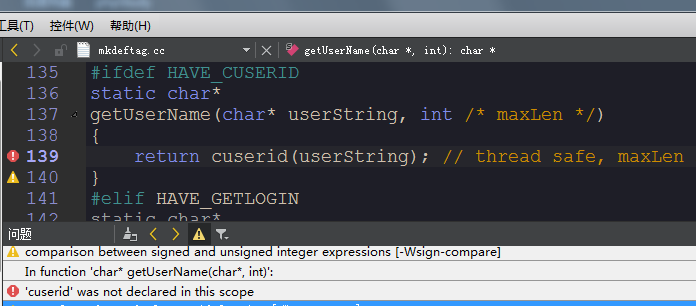 工具(T) 控件(W) 帮助(H)
mkdeftag.cc getUserName(char *, int): char *
135 #ifdef HAVE_CUSERID
136 static char*
137 getUserName(char* userString, int /* maxLen */)
138 {
139 return cuserid(userString); // thread safe, maxLen
140 }
141 #elif HAVE_GETLOGIN
142 static char*
问题
comparison between signed and unsigned integer expressions [-Wsign-compare]
In function 'char* getUserName(char*, int)':
'cuserid' was not declared in this scope